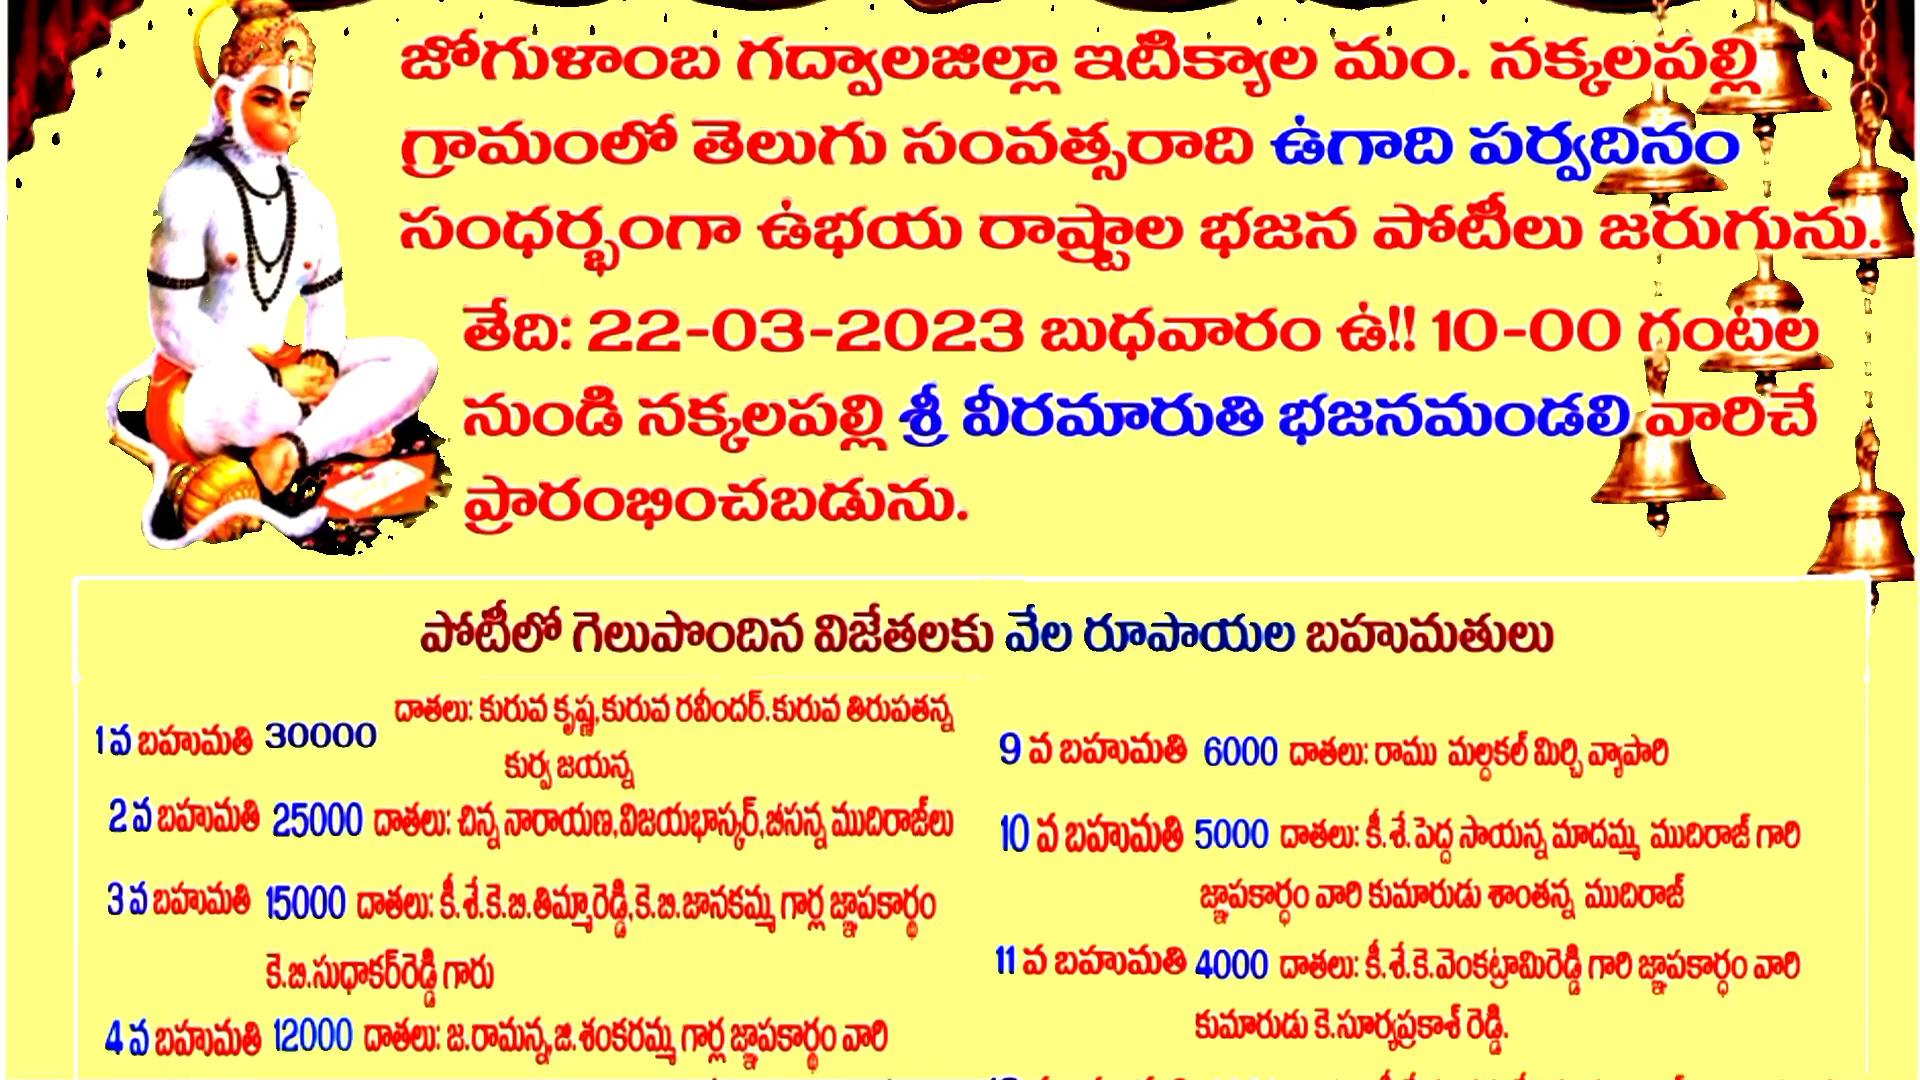 జోగుళాంబ గద్వాలజిల్లా ఇటిక్యాల మం. నక్కలపల్లి
గ్రామంలో తెలుగు సంవత్సరాది ఉగాది పర్వదినం
సంధర్భంగా ఉభయ రాష్ట్రాల భజన పోటీలు జరుగును.
తేది: 22-03-2023 బుధవారం ఉ!! 10-00 గంటల
నుండి నక్కలపల్లి శ్రీ వీరమారుతి భజనమండలి వారిచే
ప్రారంభించబడును.
పోటీలో గెలుపొందిన విజేతలకు వేల రూపాయల బహుమతులు
1వ బహుమతి 30000 దాతలు: కురువ కృష్ణ,కురువ రవీందర్.కురువ తిరుపతన్న
కుర్వ జయన్న
2వ బహుమతి 25000 దాతలు: చిన్న నారాయణ,విజయభాస్కర్,బీసన్న ముదిరాజ్‌లు
3వ బహుమతి 15000 దాతలు: కీ.శే.కె.బి.తిమ్మారెడ్డి,కె.బి.జానకమ్మ గార్ల జ్ఞాపకార్థం
కె.బి.సుధాకర్‌రెడ్డి గారు
4వ బహుమతి 12000 దాతలు: జ.రామన్న,జి.శంకరమ్మ గార్ల జ్ఞాపకార్థం వారి
9 వ బహుమతి 6000 దాతలు: రాము మల్దకల్ మిర్చి వ్యాపారి
10 వ బహుమతి 5000 దాతలు: కీ.శే.పెద్ద సాయన్న మాదమ్మ ముదిరాజ్ గారి
జ్ఞాపకార్ధం వారి కుమారుడు శాంతన్న ముదిరాజ్
11 వ బహుమతి 4000 దాతలు: కీ.శే.కె.వెంకట్రామిరెడ్డి గారి జ్ఞాపకార్ధం వారి
కుమారుడు కె.సూర్యప్రకాశ్ రెడ్డి.